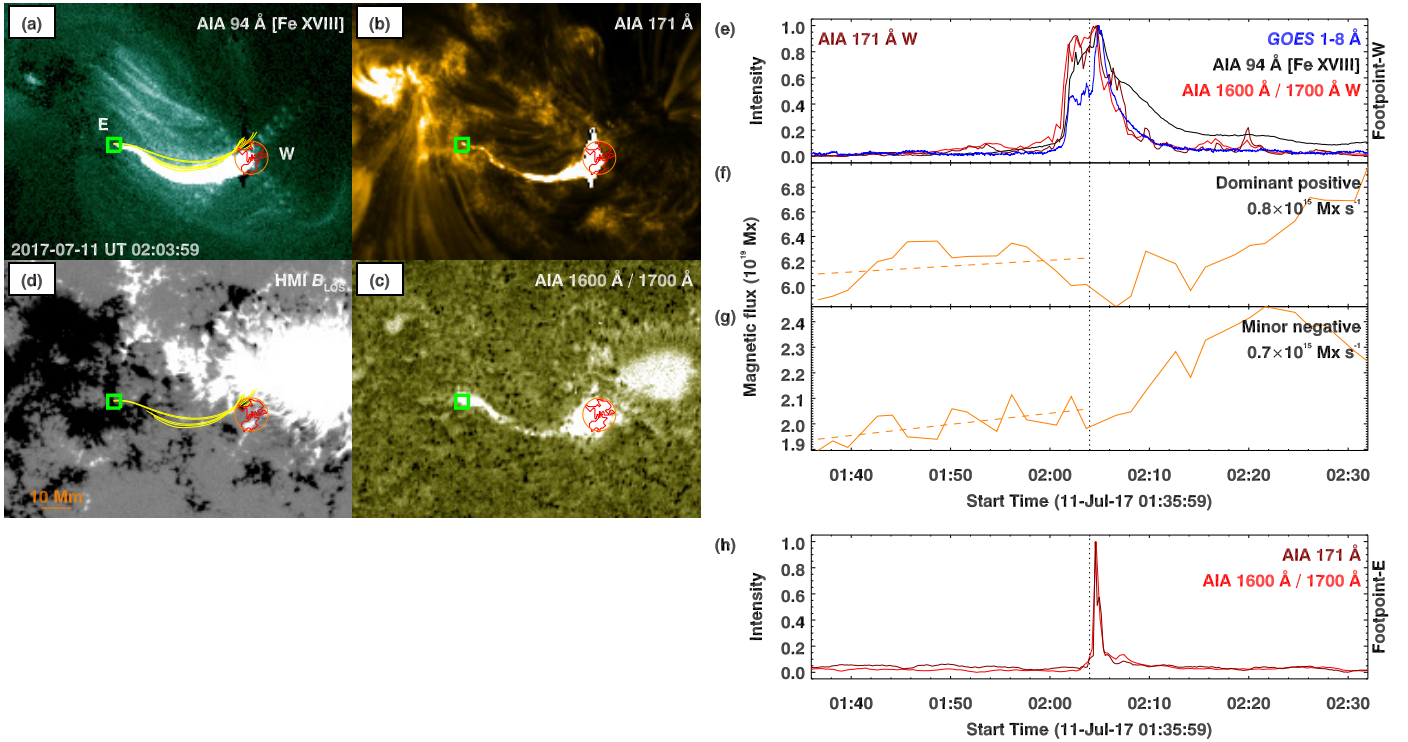 (a)
AIA 94 Å [Fe XVIII]
E
W
2017-07-11 UT 02:03:59
(b)
AIA 171 Å
(d)
HMI B_LOS
10 Mm
(c)
AIA 1600 Å / 1700 Å
(e)
AIA 171 Å W
GOES 1-8 Å
AIA 94 Å [Fe XVIII]
AIA 1600 Å / 1700 Å W
Intensity
1.0
0.8
0.6
0.4
0.2
0.0
Footpoint-W
(f)
Dominant positive
0.8×10¹⁵ Mx s⁻¹
6.8
6.6
6.4
6.2
6.0
Magnetic flux (10¹⁹ Mx)
(g)
Minor negative
0.7×10¹⁵ Mx s⁻¹
2.4
2.3
2.2
2.1
2.0
1.9
01:40 01:50 02:00 02:10 02:20 02:30
Start Time (11-Jul-17 01:35:59)
(h)
AIA 171 Å
AIA 1600 Å / 1700 Å
Intensity
1.0
0.8
0.6
0.4
0.2
0.0
Footpoint-E
01:40 01:50 02:00 02:10 02:20 02:30
Start Time (11-Jul-17 01:35:59)